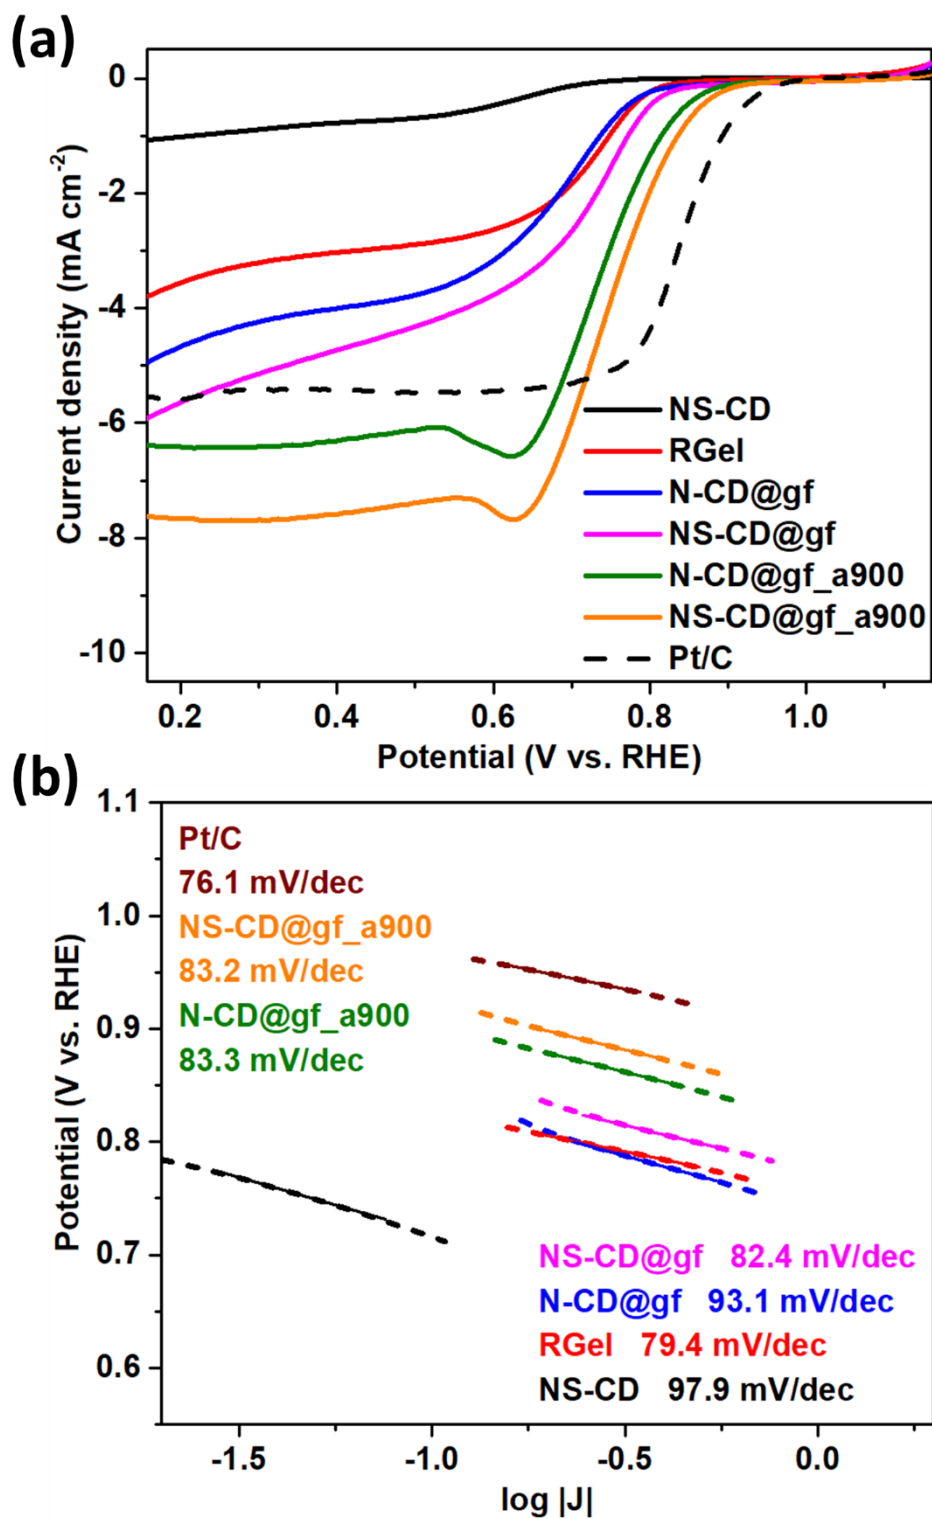 (a)
0
-2
-4
-6
-8
-10
Current density (mA cm-2)
NS-CD
RGel
N-CD@gf
NS-CD@gf
N-CD@gf_a900
NS-CD@gf_a900
Pt/C
0.2 0.4 0.6 0.8 1.0
Potential (V vs. RHE)
(b)
1.1
1.0
0.9
0.8
0.7
0.6
Potential (V vs. RHE)
Pt/C
76.1 mV/dec
NS-CD@gf_a900
83.2 mV/dec
N-CD@gf_a900
83.3 mV/dec
NS-CD@gf 82.4 mV/dec
N-CD@gf 93.1 mV/dec
RGel 79.4 mV/dec
NS-CD 97.9 mV/dec
-1.5 -1.0 -0.5 0.0
log |J|